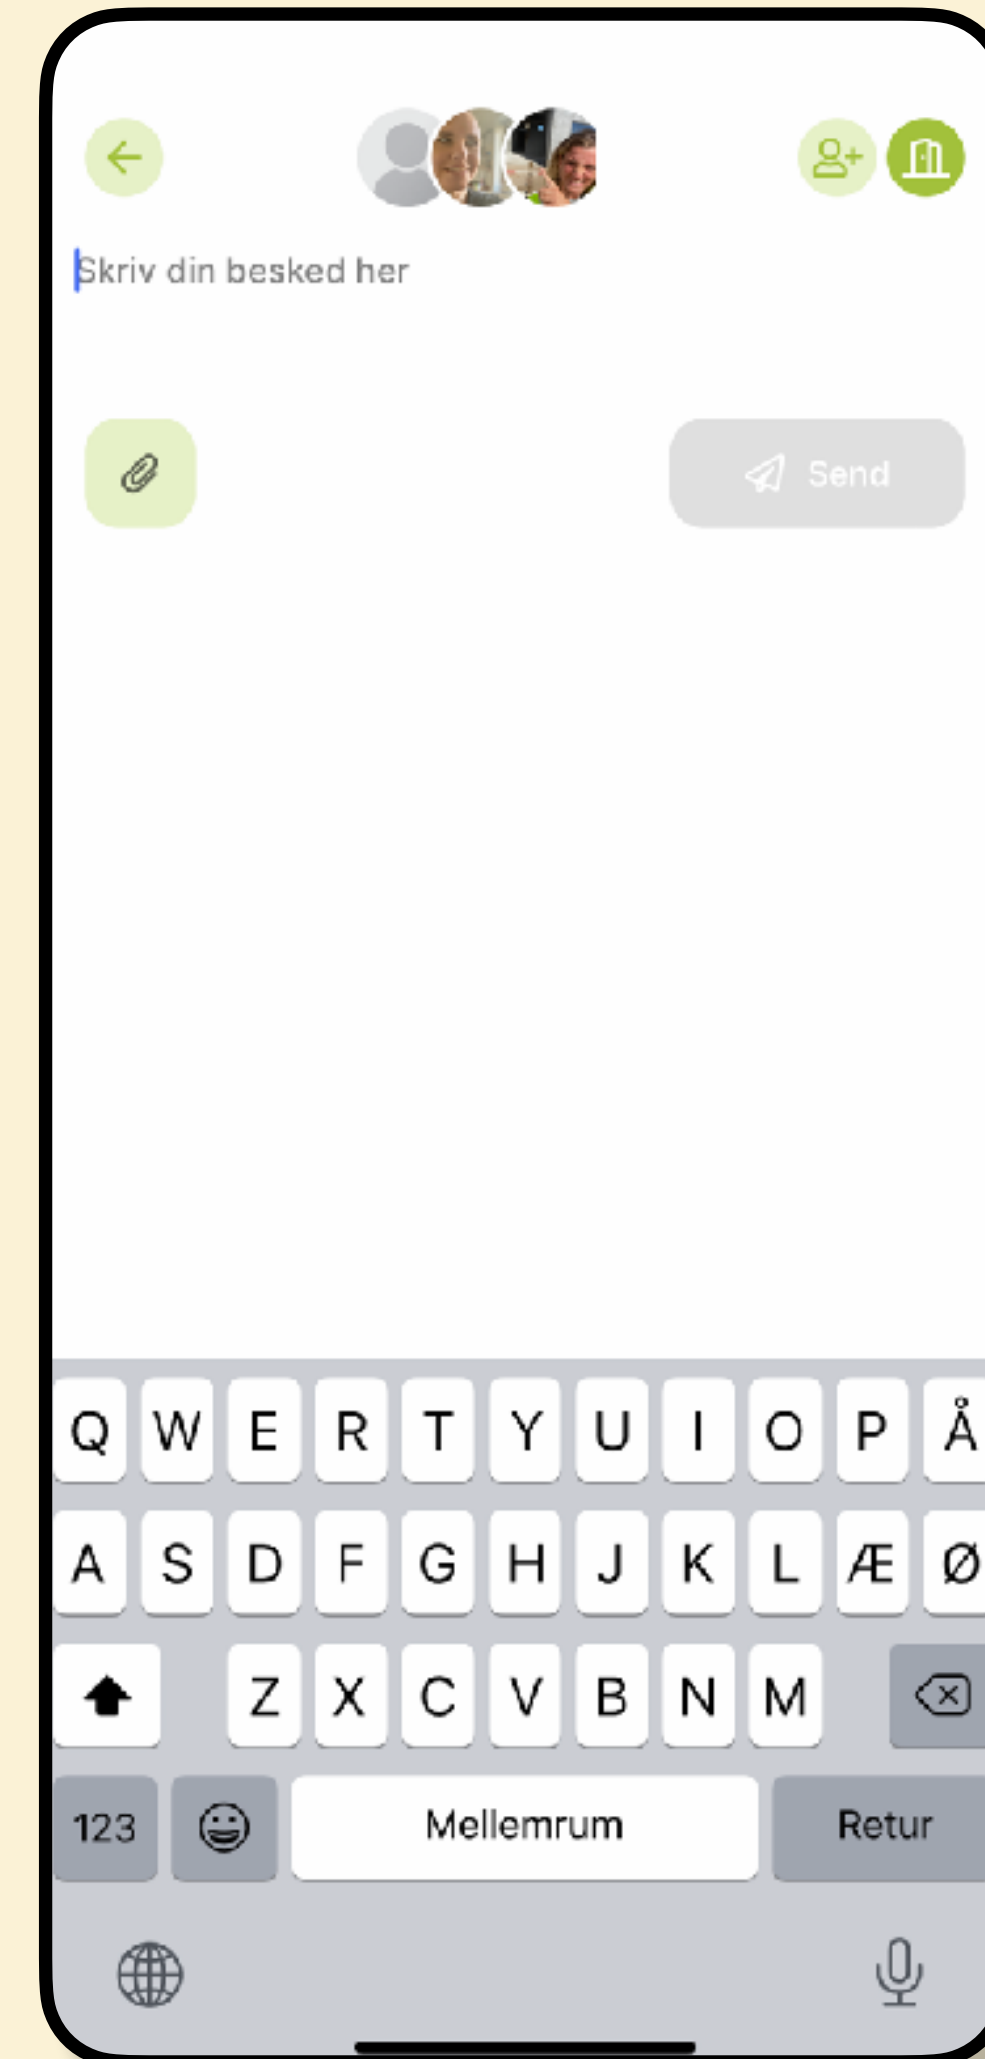 Skriv din besked her
Send
Q W E R T Y U I O P Å
A S D F G H J K L Æ Ø
Z X C V B N M
123 Mellemrum Retur